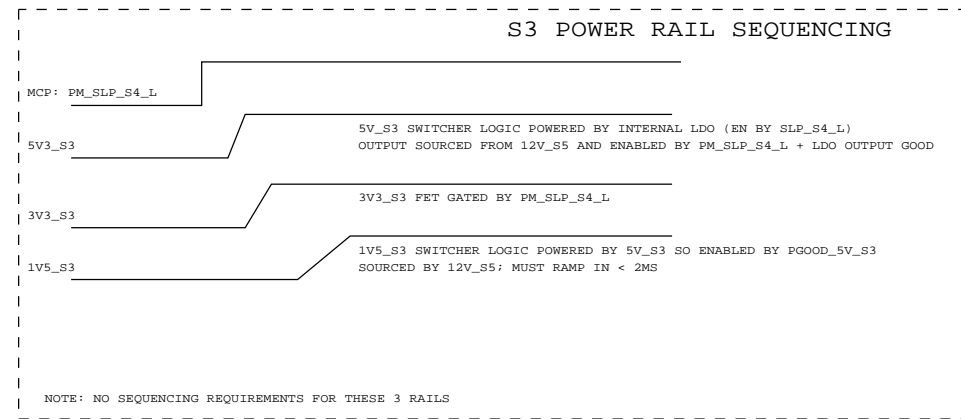 S3 POWER RAIL SEQUENCING
MCP: PM_SLP_S4_L
5V_S3 SWITCHER LOGIC POWERED BY INTERNAL LDO (EN BY SLP_S4_L)
5V3_S3
OUTPUT SOURCED FROM 12V_S5 AND ENABLED BY PM_SLP_S4_L + LDO OUTPUT GOOD
3V3_S3 FET GATED BY PM_SLP_S4_L
3V3_S3
1V5_S3 SWITCHER LOGIC POWERED BY 5V_S3 SO ENABLED BY PGOOD_5V_S3
1V5_S3
SOURCED BY 12V_S5; MUST RAMP IN < 2MS
NOTE: NO SEQUENCING REQUIREMENTS FOR THESE 3 RAILS